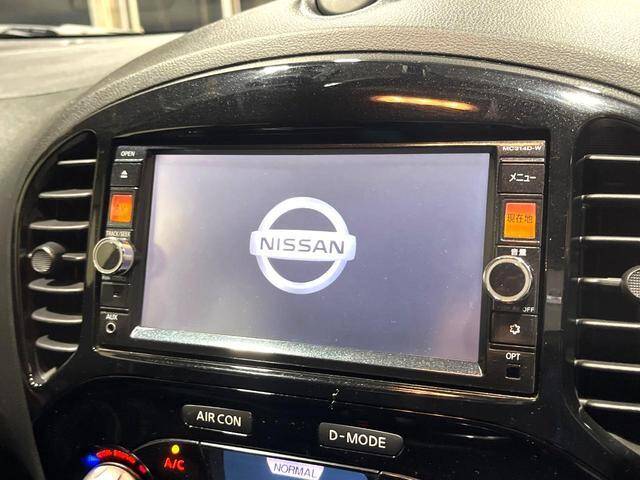 OPEN
MC314D-W
メニュー
現在地
TRACK/SEEK
音量
NISSAN
AUX
OPT
AIR CON
D-MODE
A/C
NORMAL